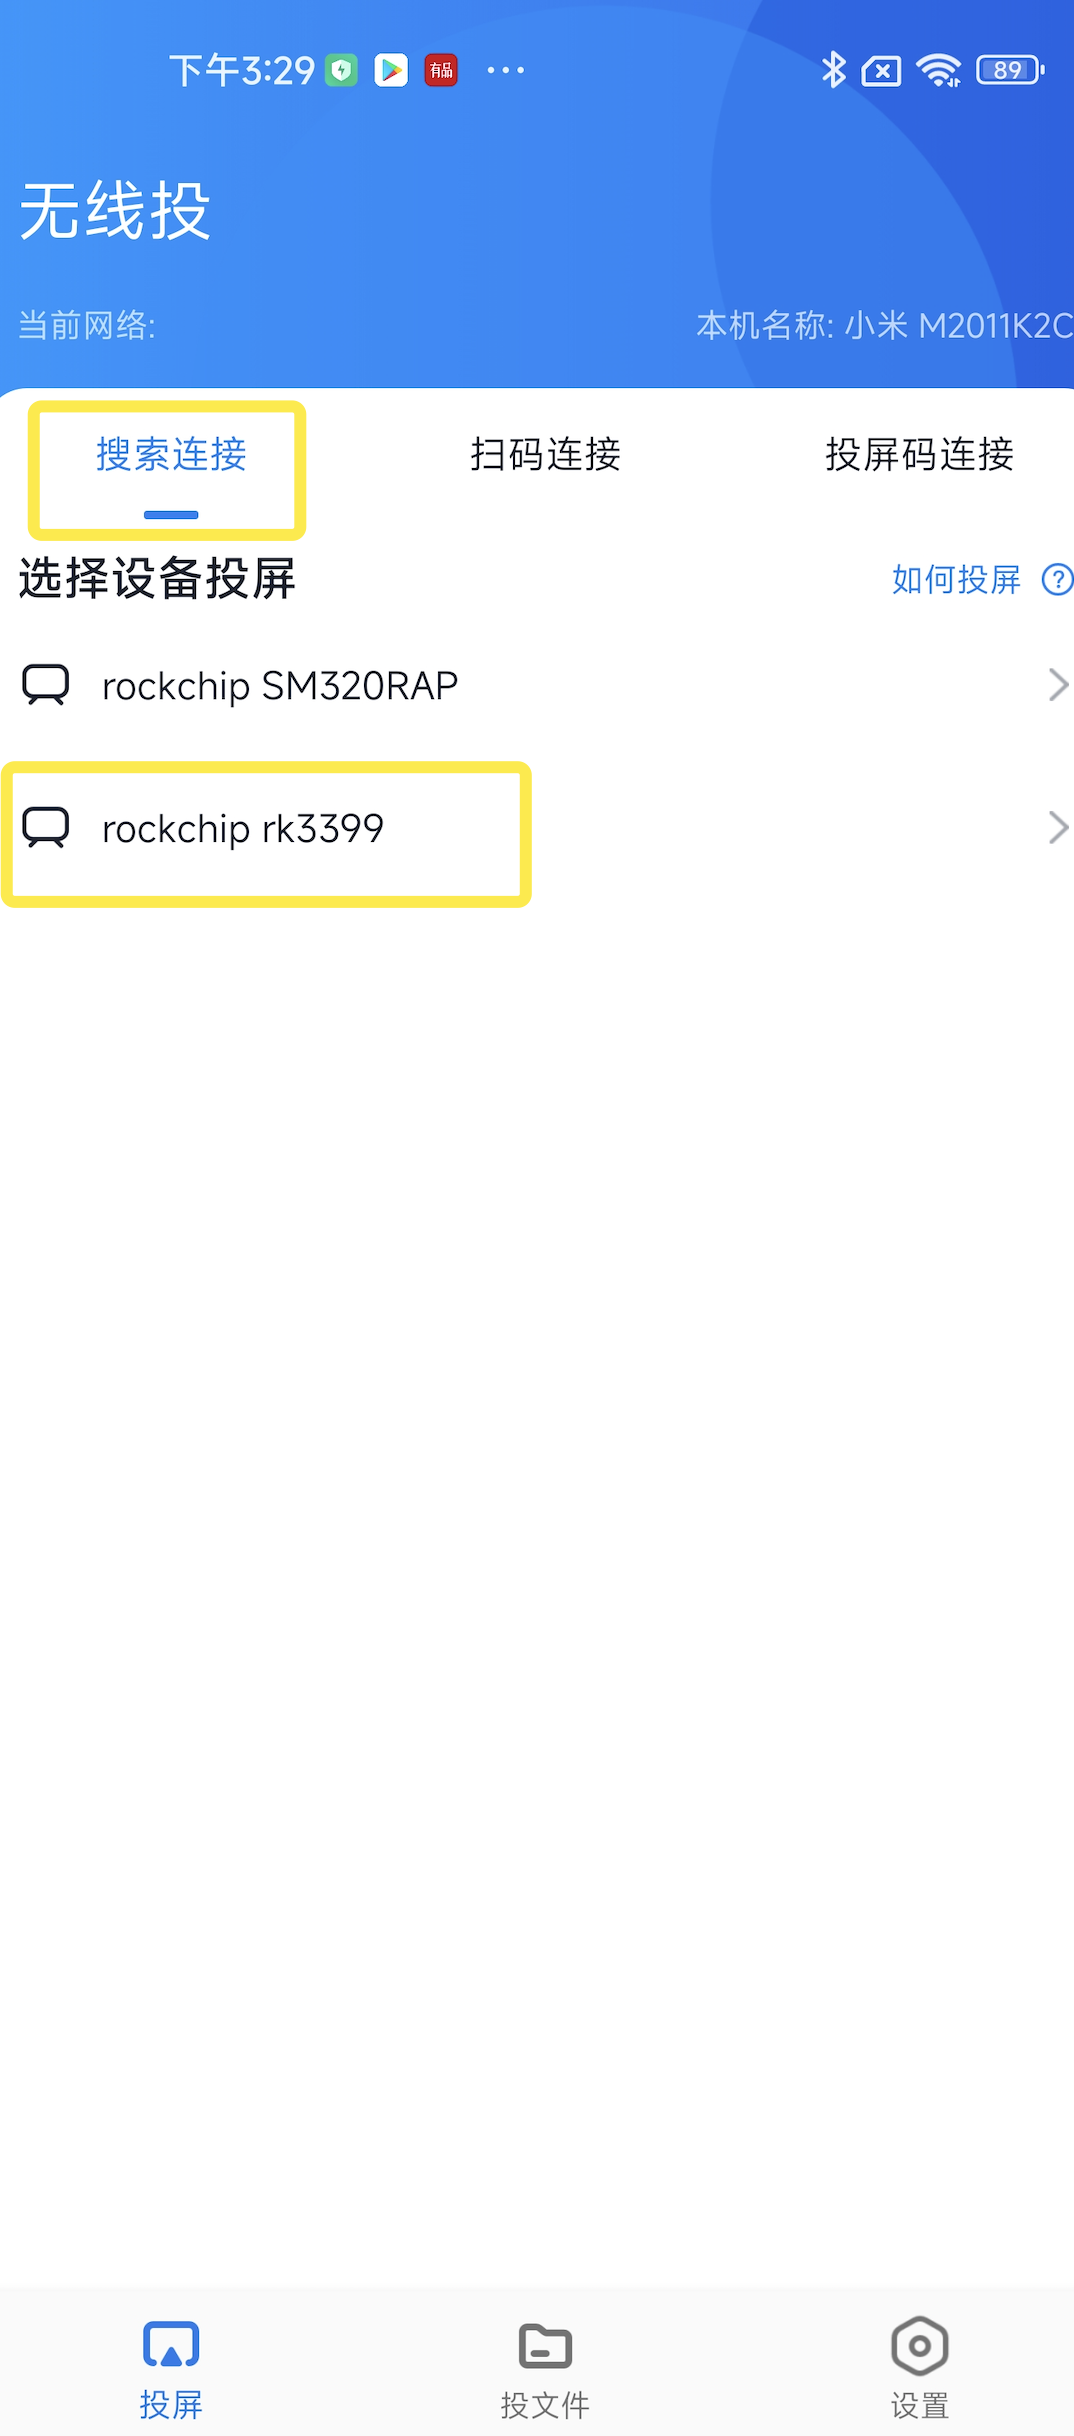 下午3:29 有品 ··· 89
无线投
当前网络: 本机名称: 小米 M2011K2C
搜索连接 扫码连接 投屏码连接
选择设备投屏 如何投屏 ?
rockchip SM320RAP
rockchip rk3399
投屏 投文件 设置